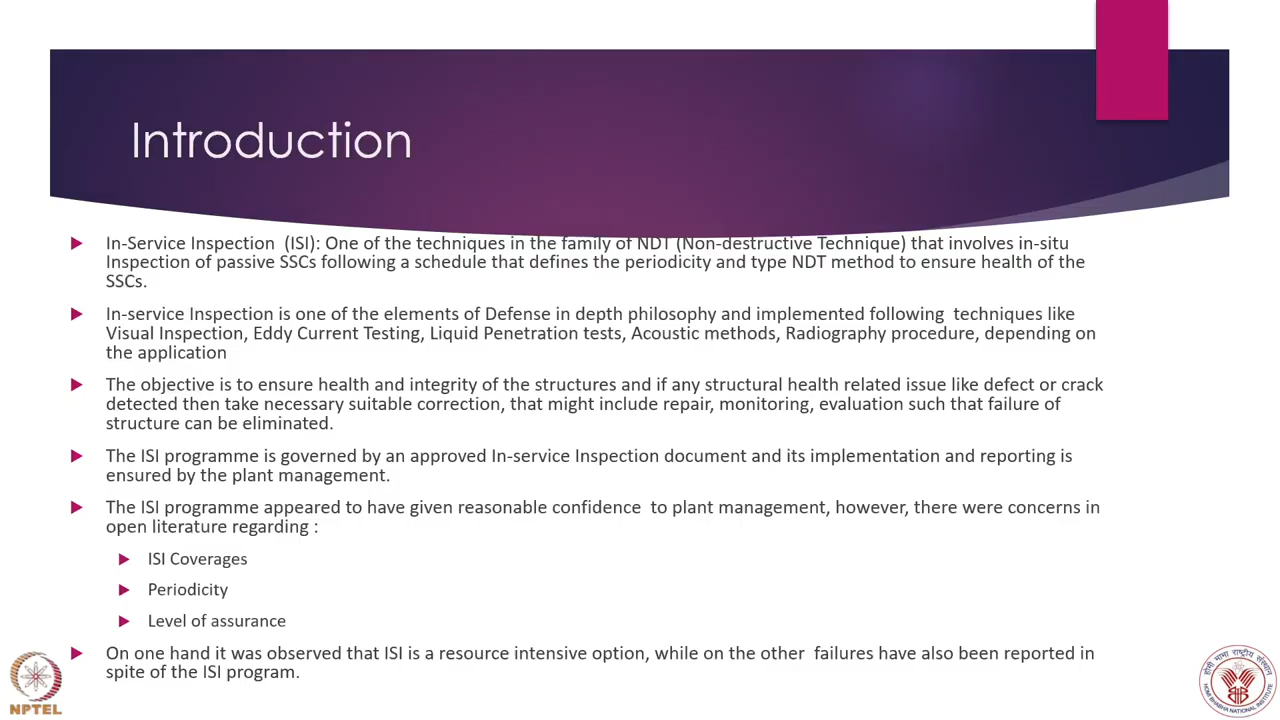 Introduction
In-Service Inspection (ISI): One of the techniques in the family of NDT (Non-destructive Technique) that involves in-situ
Inspection of passive SSCs following a schedule that defines the periodicity and type NDT method to ensure health of the
SSCs.
In-service Inspection is one of the elements of Defense in depth philosophy and implemented following techniques like
Visual Inspection, Eddy Current Testing, Liquid Penetration tests, Acoustic methods, Radiography procedure, depending on
the application
The objective is to ensure health and integrity of the structures and if any structural health related issue like defect or crack
detected then take necessary suitable correction, that might include repair, monitoring, evaluation such that failure of
structure can be eliminated.
The ISI programme is governed by an approved In-service Inspection document and its implementation and reporting is
ensured by the plant management.
The ISI programme appeared to have given reasonable confidence to plant management, however, there were concerns in
open literature regarding :
ISI Coverages
Periodicity
Level of assurance
On one hand it was observed that ISI is a resource intensive option, while on the other failures have also been reported in
spite of the ISI program.
NPTEL
होमी भाभा राष्ट्रीय संस्थान
HOMI BHABHA NATIONAL INSTITUTE